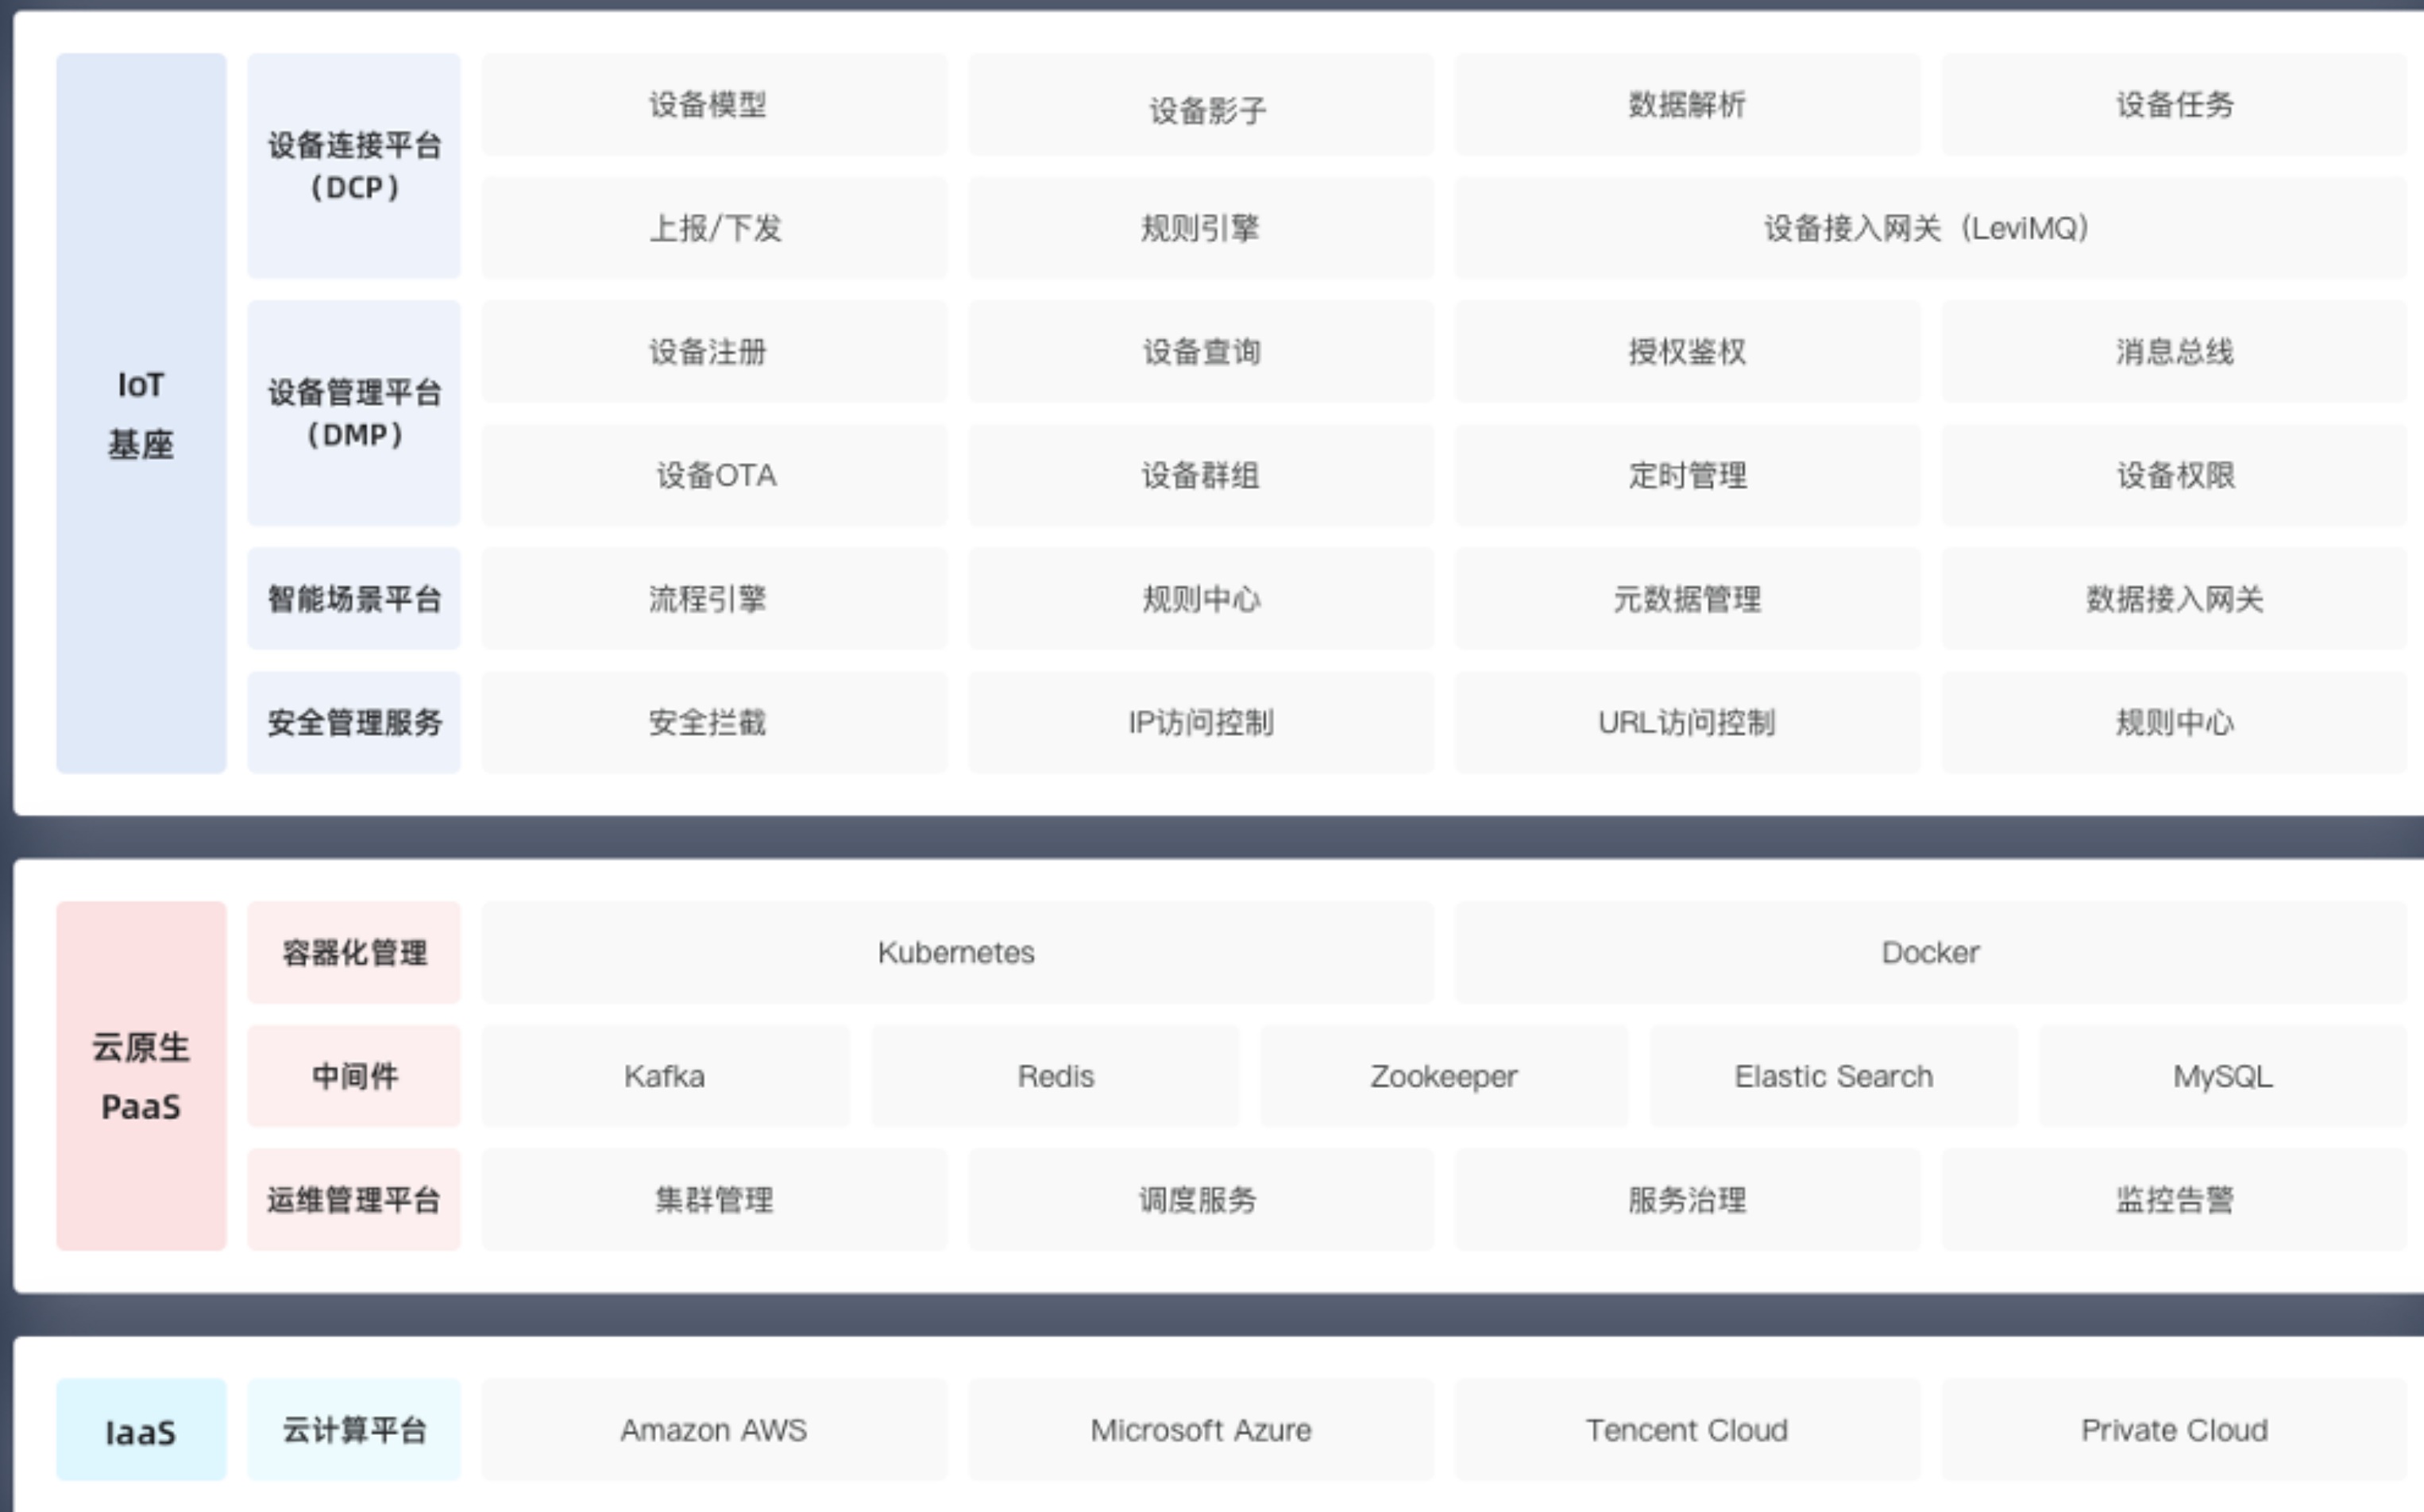 IoT
基座
设备连接平台
（DCP）
设备模型
设备影子
数据解析
设备任务
上报/下发
规则引擎
设备接入网关（LeviMQ）
设备管理平台
（DMP）
设备注册
设备查询
授权鉴权
消息总线
设备OTA
设备群组
定时管理
设备权限
智能场景平台
流程引擎
规则中心
元数据管理
数据接入网关
安全管理服务
安全拦截
IP访问控制
URL访问控制
规则中心
云原生
PaaS
容器化管理
Kubernetes
Docker
中间件
Kafka
Redis
Zookeeper
Elastic Search
MySQL
运维管理平台
集群管理
调度服务
服务治理
监控告警
IaaS
云计算平台
Amazon AWS
Microsoft Azure
Tencent Cloud
Private Cloud